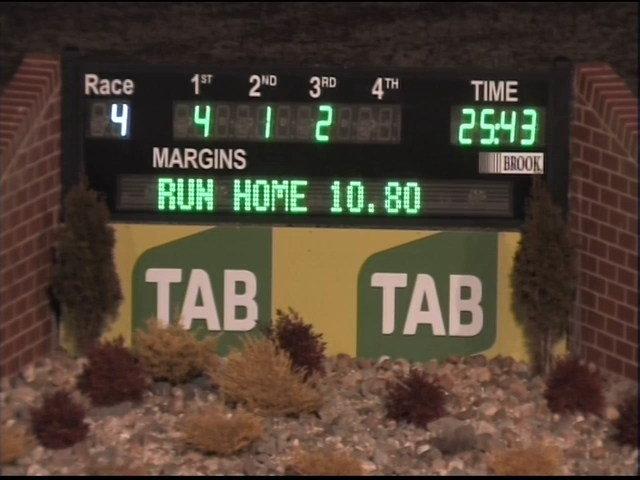 Race 1ST 2ND 3RD 4TH TIME
4 4 1 2 25:43
MARGINS BROOK
RUN HOME 10.80
TAB TAB